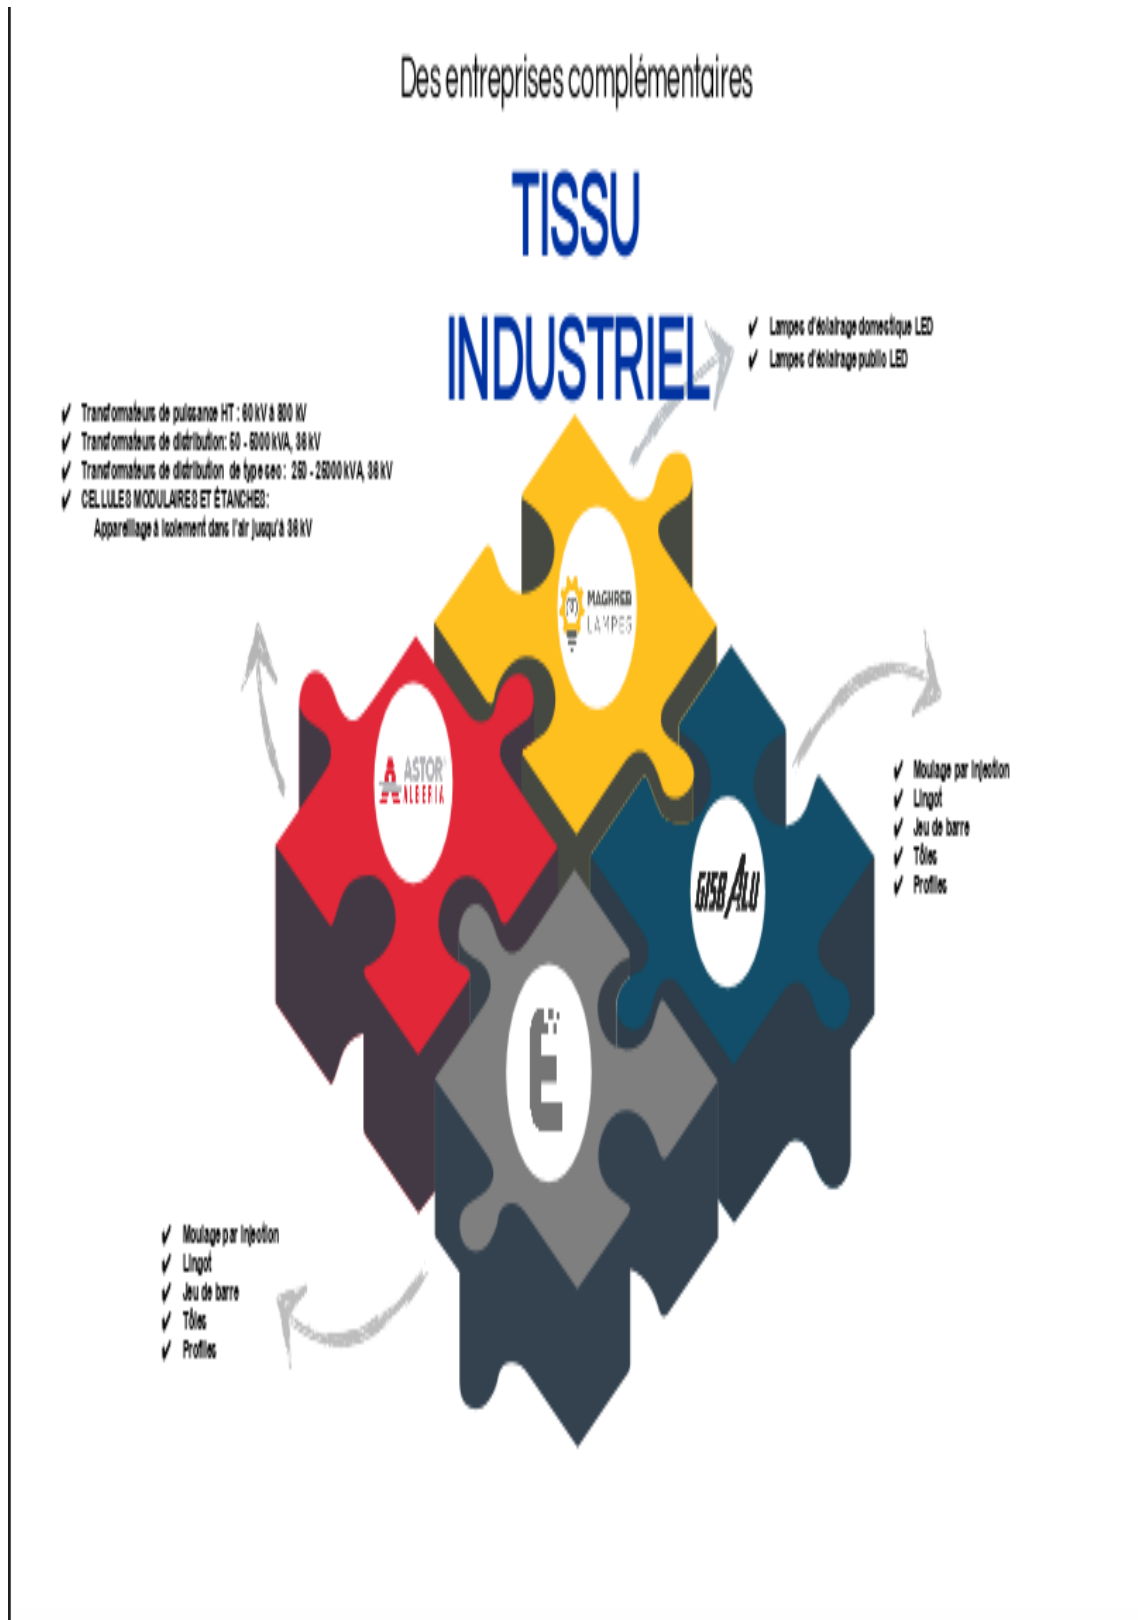 Des entreprises complémentaires
TISSU
INDUSTRIEL
✓ Lampes d'éclairage domestique LED
✓ Lampes d'éclairage public LED
✓ Transformateurs de puissance HT : 60 kV à 800 KV
✓ Transformateurs de distribution: 50 - 5000 kVA, 36 kV
✓ Transformateurs de distribution de type sec : 250 - 25000 kVA, 36 kV
✓ CELLULES MODULAIRES ET ÉTANCHES:
Appareillage à isolement dans l'air jusqu'à 36 kV
MAGHREB
LAMPES
ASTOR
ALGERIA
✓ Moulage par injection
✓ Lingot
✓ Jeu de barre
✓ Tôles
✓ Profiles
GISB ALU
E
✓ Moulage par injection
✓ Lingot
✓ Jeu de barre
✓ Tôles
✓ Profiles